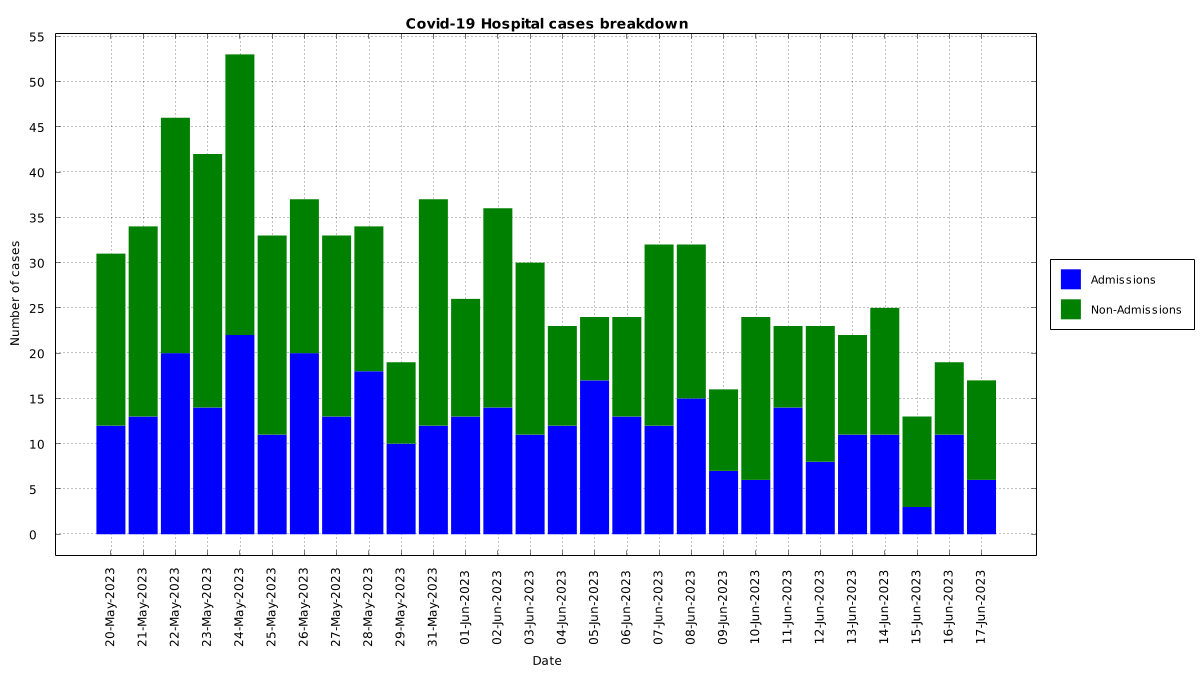 Covid-19 Hospital cases breakdown
55
50
45
40
35
30
25
20
15
10
5
0
Number of cases
20-May-2023
21-May-2023
22-May-2023
23-May-2023
24-May-2023
25-May-2023
26-May-2023
27-May-2023
28-May-2023
29-May-2023
31-May-2023
01-Jun-2023
02-Jun-2023
03-Jun-2023
04-Jun-2023
05-Jun-2023
06-Jun-2023
07-Jun-2023
08-Jun-2023
09-Jun-2023
10-Jun-2023
11-Jun-2023
12-Jun-2023
13-Jun-2023
14-Jun-2023
15-Jun-2023
16-Jun-2023
17-Jun-2023
Date
Admissions
Non-Admissions